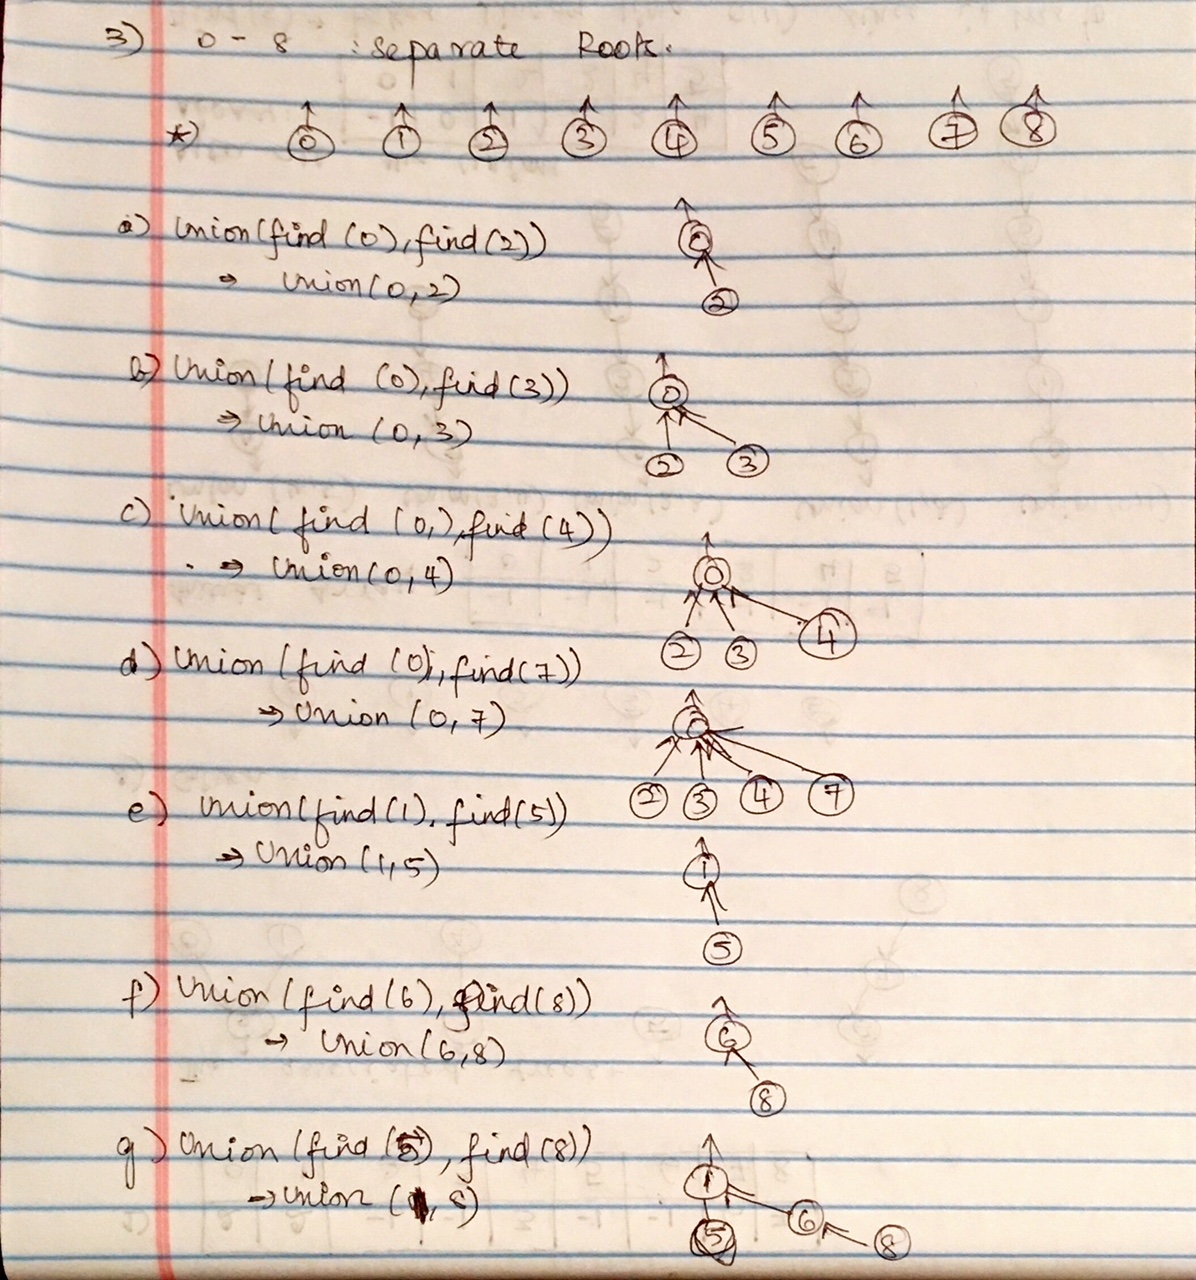 3) 0 - 8 : Separate Roots.
*) 0 1 2 3 4 5 6 7 8
a) Union(find (0), find(2))
0
→ Union(0,2)
2
b) Union(find (0), find(3))
0
→ Union (0,3)
2 3
c) Union( find (0,), find (4))
→ Union(0,4)
0
2 3 4
d) Union (find (0), find(7))
→ Union (0,7)
0
2 3 4 7
e) Union(find(1), find(5))
→ Union (1,5)
1
5
f) Union (find(6), find(8))
6
→ Union(6,8)
8
g) Union (find (5), find(8))
1
→ Union (1, 8)
6
5 8